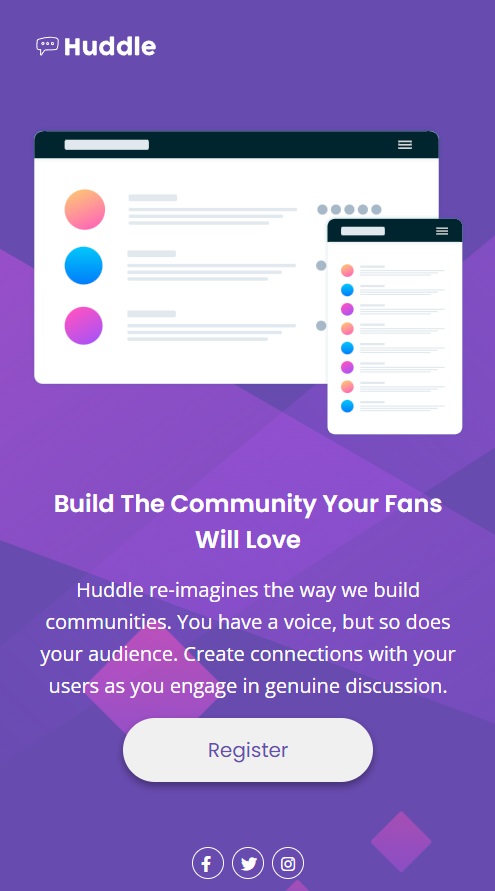 Huddle
Build The Community Your Fans
Will Love
Huddle re-imagines the way we build
communities. You have a voice, but so does
your audience. Create connections with your
users as you engage in genuine discussion.
Register